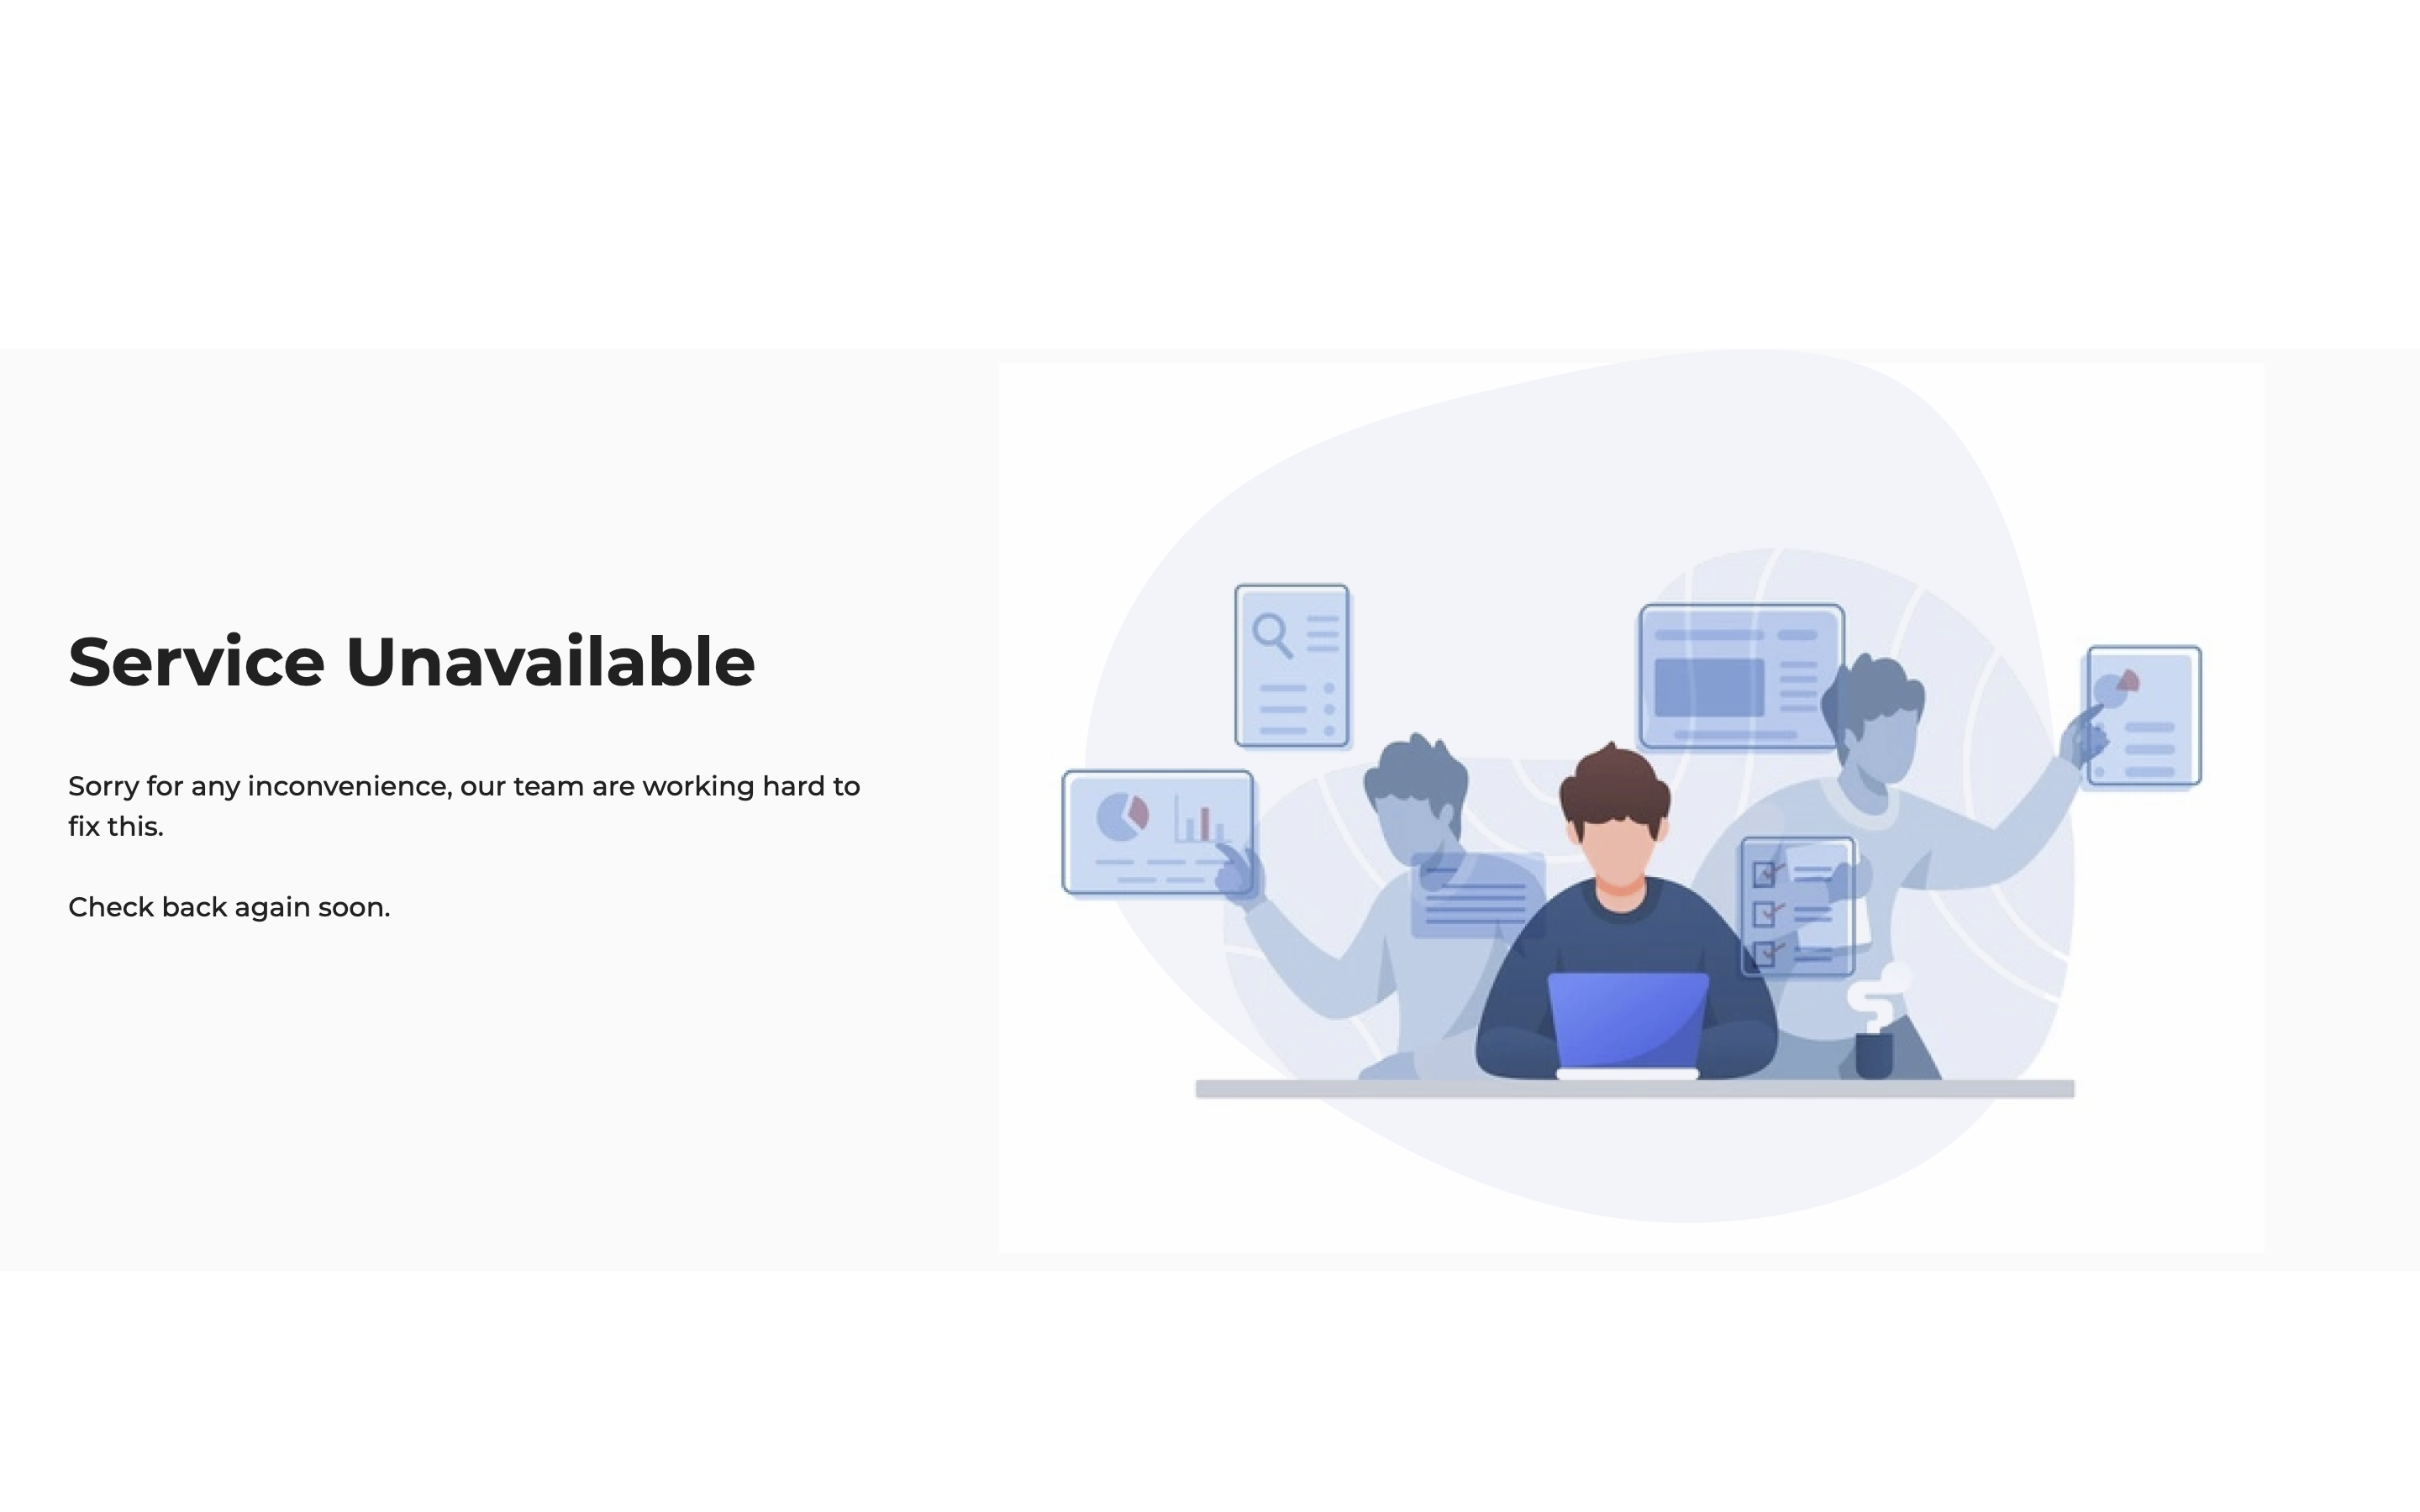 Service Unavailable
Sorry for any inconvenience, our team are working hard to
fix this.
Check back again soon.